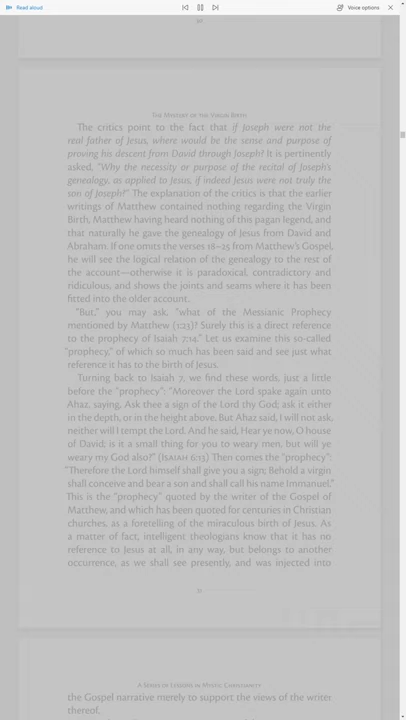 Read aloud
Voice options
The Mystery of the Virgin Birth
The critics point to the fact that if Joseph were not the
real father of Jesus, where would be the sense and purpose of
proving his descent from David through Joseph? It is pertinently
asked, "Why the necessity or purpose of the recital of Joseph's
genealogy, as applied to Jesus, if indeed Jesus were not truly the
son of Joseph?" The explanation of the critics is that the earlier
writings of Matthew contained nothing regarding the Virgin
Birth, Matthew having heard nothing of this pagan legend, and
that naturally he gave the genealogy of Jesus from David and
Abraham. If one omits the verses 18–25 from Matthew's Gospel,
he will see the logical relation of the genealogy to the rest of
the account—otherwise it is paradoxical, contradictory and
ridiculous, and shows the joints and seams where it has been
fitted into the older account.
"But," you may ask, "what of the Messianic Prophecy
mentioned by Matthew (1:23)? Surely this is a direct reference
to the prophecy of Isaiah 7:14." Let us examine this so-called
"prophecy," of which so much has been said and see just what
reference it has to the birth of Jesus.
Turning back to Isaiah 7, we find these words, just a little
before the "prophecy": "Moreover the Lord spake again unto
Ahaz, saying, Ask thee a sign of the Lord thy God; ask it either
in the depth, or in the height above. But Ahaz said, I will not ask,
neither will I tempt the Lord. And he said, Hear ye now, O house
of David; is it a small thing for you to weary men, but will ye
weary my God also?" (Isaiah 6:13) Then comes the "prophecy":
"Therefore the Lord himself shall give you a sign; Behold a virgin
shall conceive and bear a son and shall call his name Immanuel."
This is the "prophecy" quoted by the writer of the Gospel of
Matthew, and which has been quoted for centuries in Christian
churches, as a foretelling of the miraculous birth of Jesus. As
a matter of fact, intelligent theologians know that it has no
reference to Jesus at all, in any way, but belongs to another
occurrence, as we shall see presently, and was injected into
A Series of Lessons in Mystic Christianity
the Gospel narrative merely to support the views of the writer
thereof.